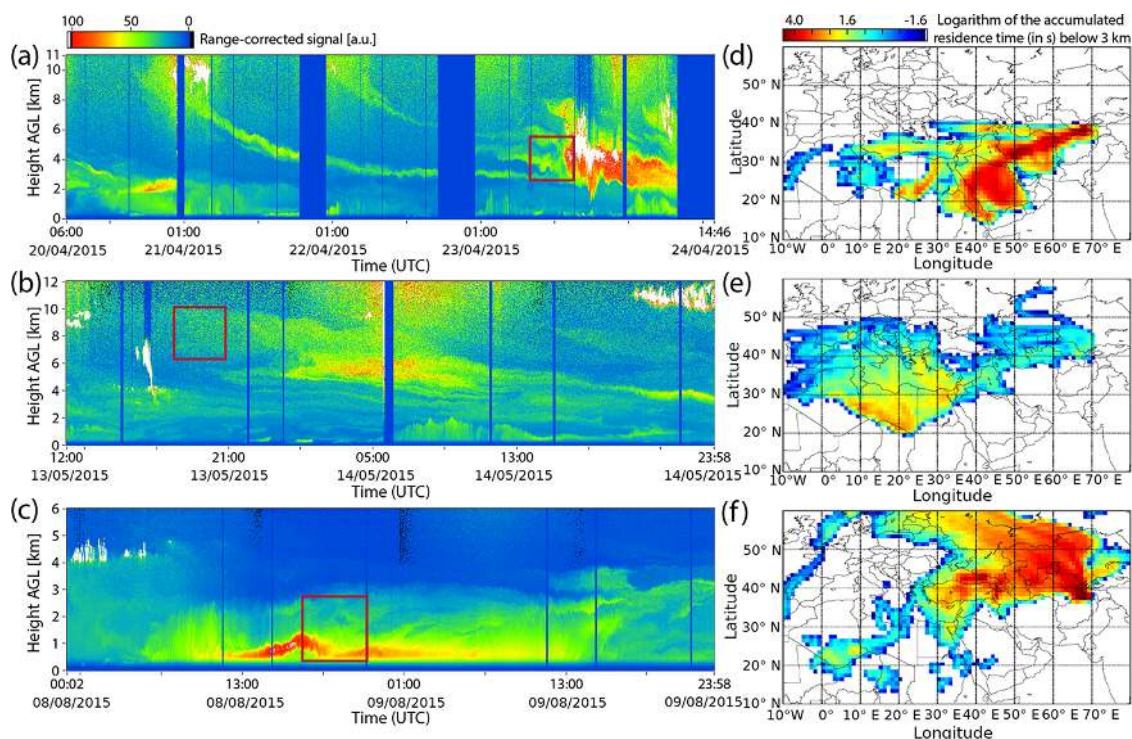 100 50 0
Range-corrected signal [a.u.]
4.0 1.6 -1.6
Logarithm of the accumulated
residence time (in s) below 3 km
(a)
11
10
8
6
4
2
0
Height AGL [km]
06:00 01:00 01:00 01:00 14:46
20/04/2015 21/04/2015 22/04/2015 23/04/2015 24/04/2015
Time (UTC)
(d)
50° N
40° N
30° N
20° N
10° N
Latitude
10°W 0° E 10° E 20° E 30° E 40° E 50° E 60° E 70° E
Longitude
(b)
12
10
8
6
4
2
0
Height AGL [km]
12:00 21:00 05:00 13:00 23:58
13/05/2015 13/05/2015 14/05/2015 14/05/2015 14/05/2015
Time (UTC)
(e)
50° N
40° N
30° N
20° N
10° N
Latitude
10°W 0° E 10° E 20° E 30° E 40° E 50° E 60° E 70° E
Longitude
(c)
6
5
4
3
2
1
0
Height AGL [km]
00:02 13:00 01:00 13:00 23:58
08/08/2015 08/08/2015 09/08/2015 09/08/2015 09/08/2015
Time (UTC)
(f)
50° N
40° N
30° N
20° N
10° N
Latitude
10°W 0° E 10° E 20° E 30° E 40° E 50° E 60° E 70° E
Longitude